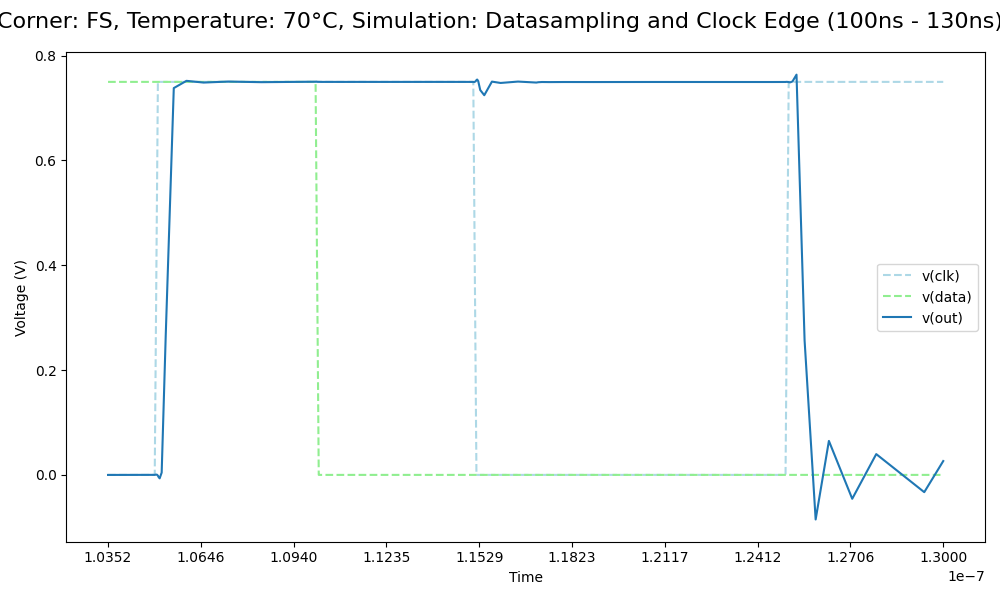 Corner: FS, Temperature: 70°C, Simulation: Datasampling and Clock Edge (100ns - 130ns)
0.8
0.6
0.4
0.2
0.0
Voltage (V)
v(clk)
v(data)
v(out)
1.0352 1.0646 1.0940 1.1235 1.1529 1.1823 1.2117 1.2412 1.2706 1.3000
1e−7
Time